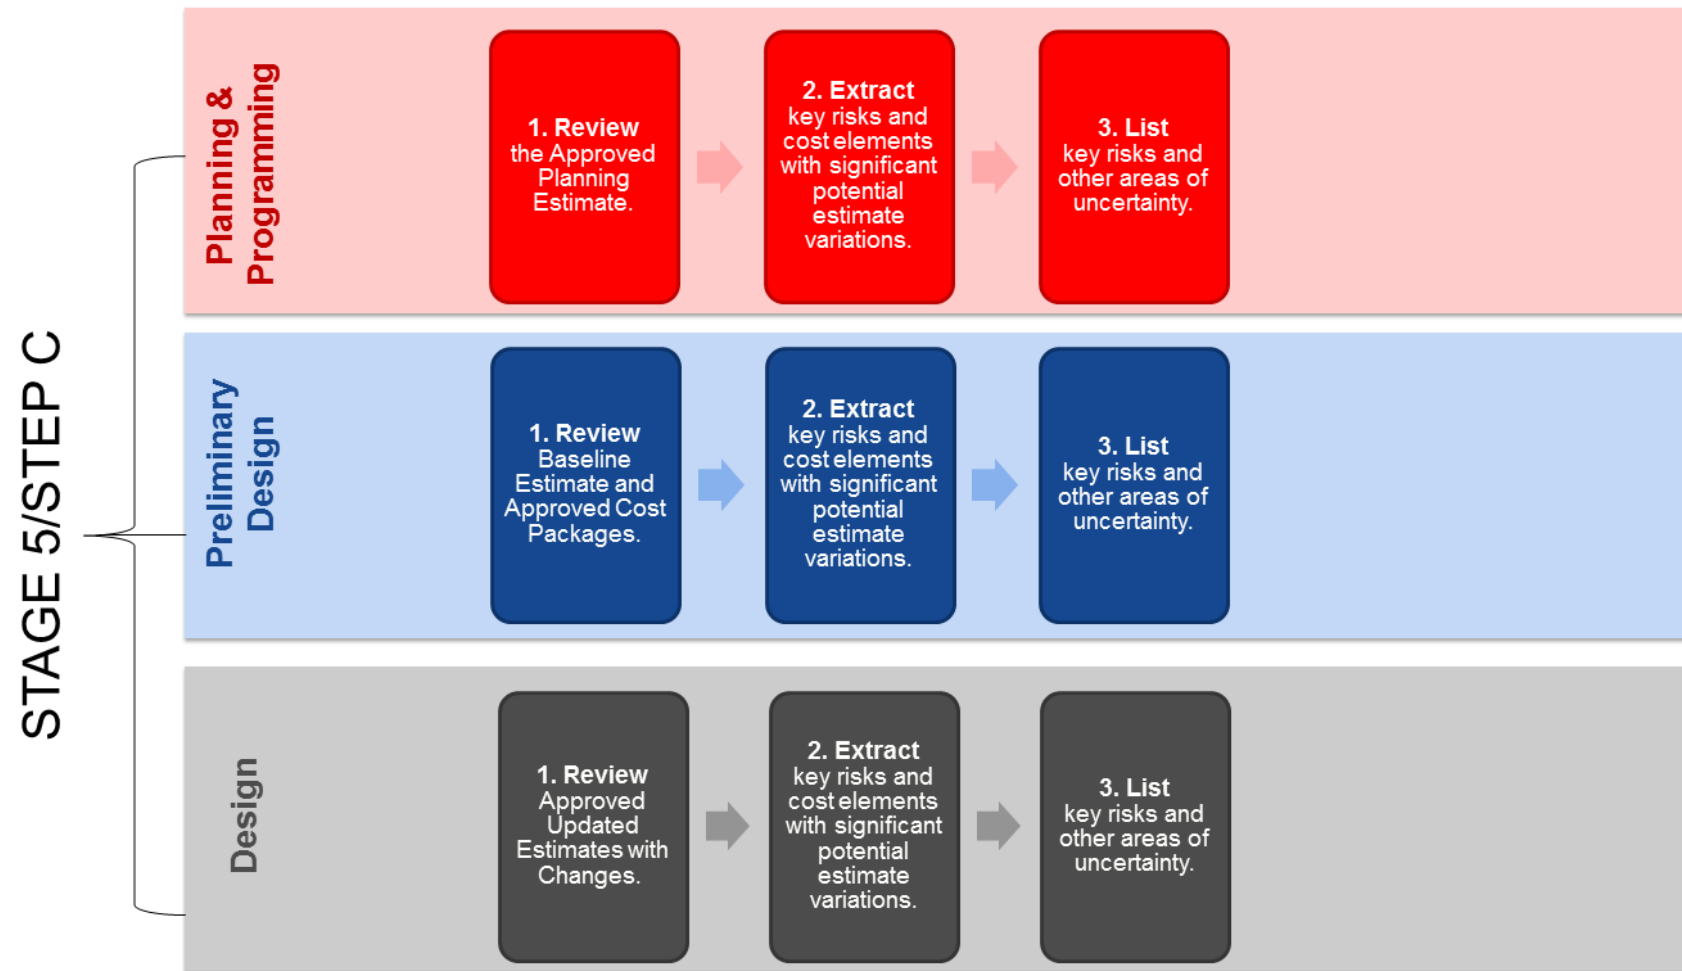 STAGE 5/STEP C
Planning &
Programming
1. Review
the Approved
Planning
Estimate.
2. Extract
key risks and
cost elements
with significant
potential
estimate
variations.
3. List
key risks and
other areas of
uncertainty.
Preliminary
Design
1. Review
Baseline
Estimate and
Approved Cost
Packages.
2. Extract
key risks and
cost elements
with significant
potential
estimate
variations.
3. List
key risks and
other areas of
uncertainty.
Design
1. Review
Approved
Updated
Estimates with
Changes.
2. Extract
key risks and
cost elements
with significant
potential
estimate
variations.
3. List
key risks and
other areas of
uncertainty.